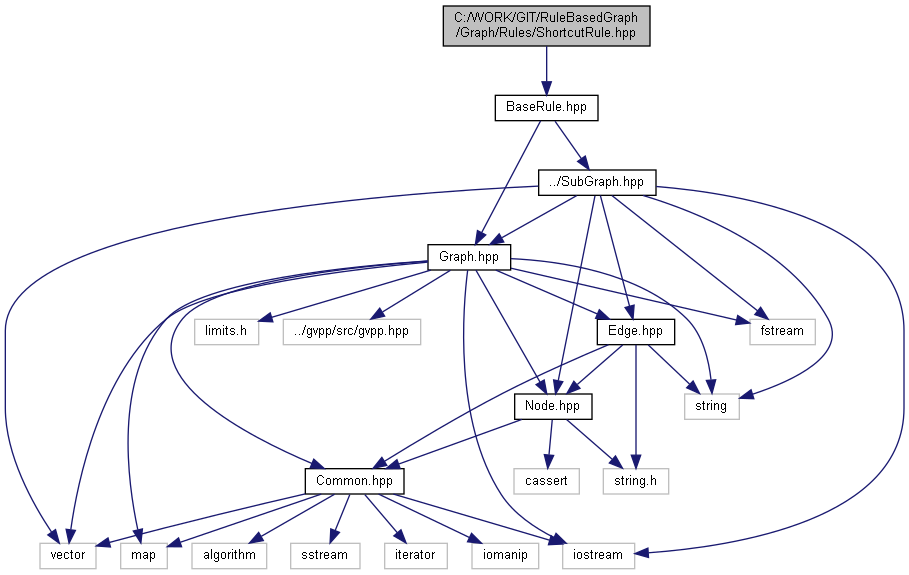 C:/WORK/GIT/RuleBasedGraph
/Graph/Rules/ShortcutRule.hpp
BaseRule.hpp
../SubGraph.hpp
Graph.hpp
limits.h
../gvpp/src/gvpp.hpp
Edge.hpp
fstream
Node.hpp
string
Common.hpp
cassert
string.h
vector
map
algorithm
sstream
iterator
iomanip
iostream